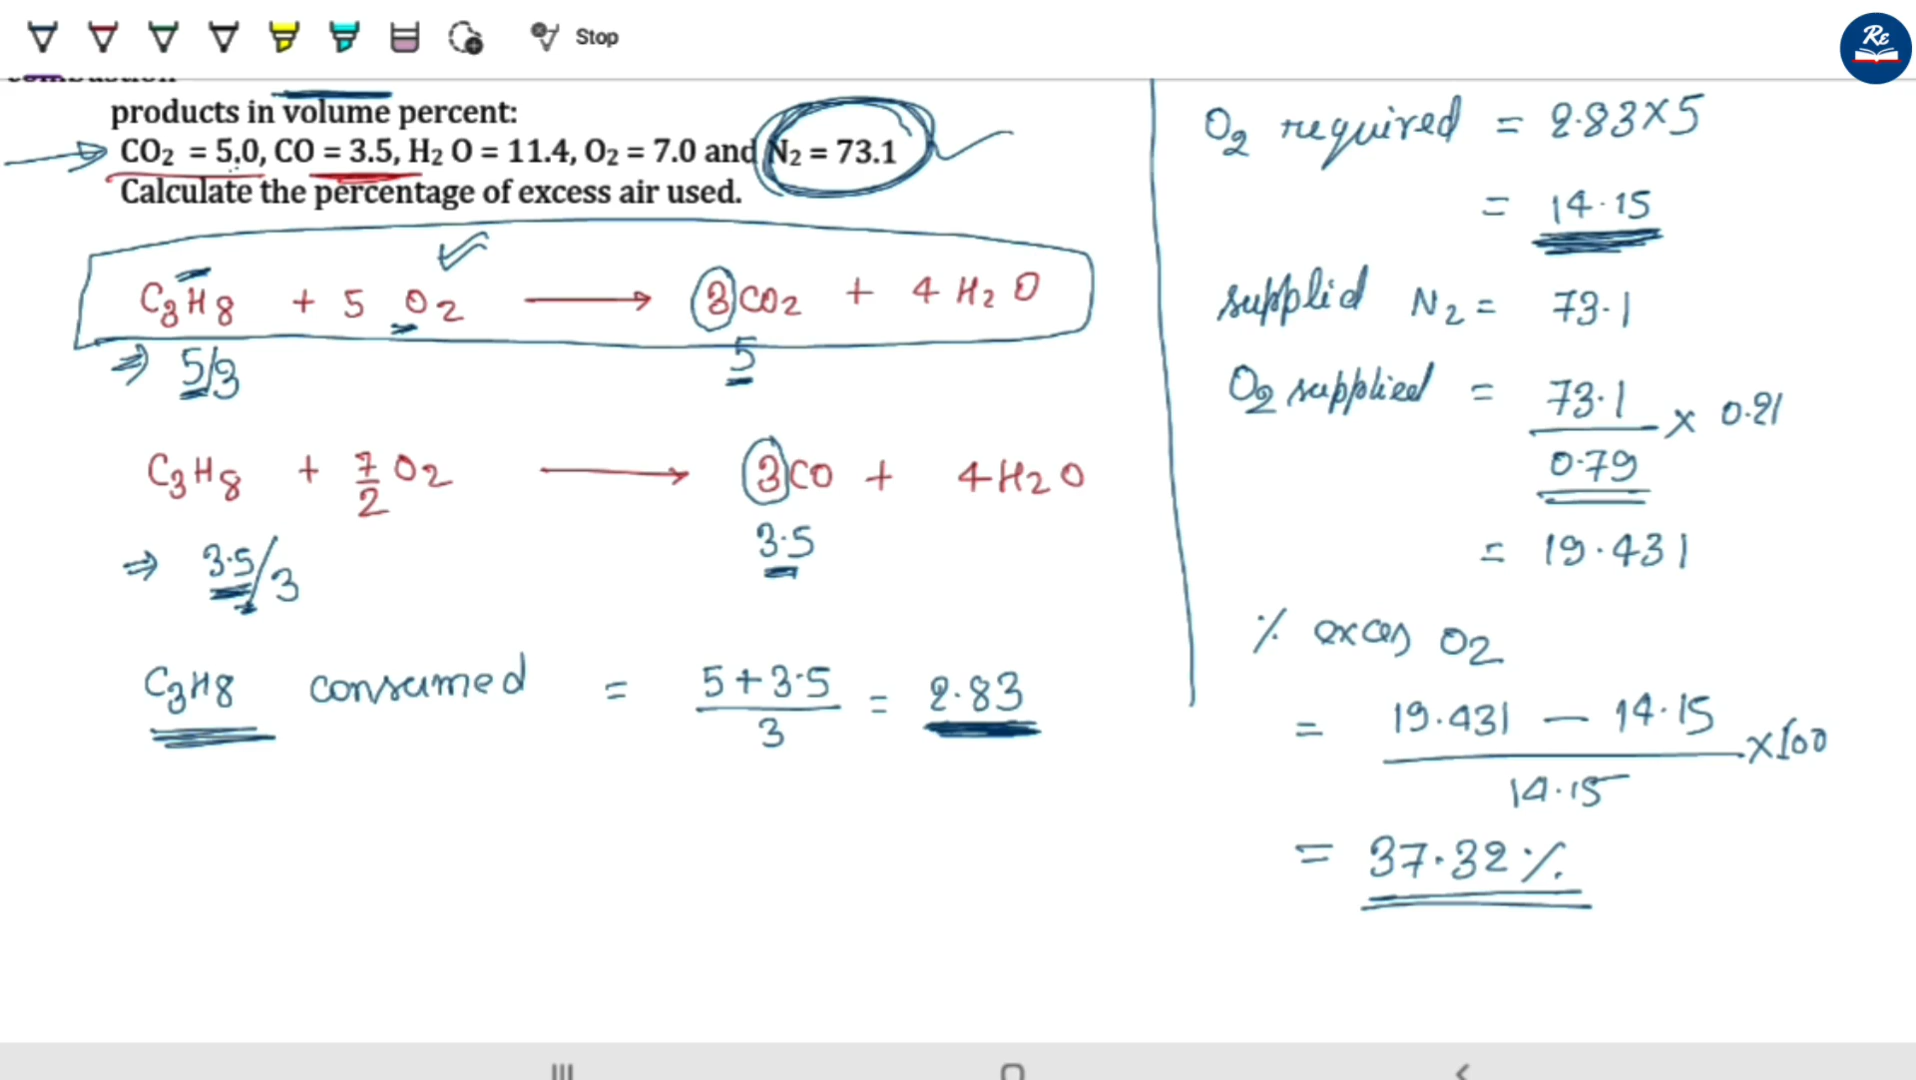 Stop
RE
products in volume percent:
CO₂ = 5.0, CO = 3.5, H₂ O = 11.4, O₂ = 7.0 and N₂ = 73.1
Calculate the percentage of excess air used.
C₃H₈ + 5 O₂ ⟶ 3CO₂ + 4 H₂O
⇒ 5/3 5
C₃H₈ + 7/2 O₂ ⟶ 3CO + 4H₂O
⇒ 3.5/3 3.5
C₃H₈ consumed = (5+3.5)/3 = 2.83
O₂ required = 2.83×5
= 14.15
supplid N₂ = 73.1
O₂ supplied = 73.1/0.79 × 0.21
= 19.431
% exces O₂
= (19.431 − 14.15)/14.15 ×100
= 37.32%